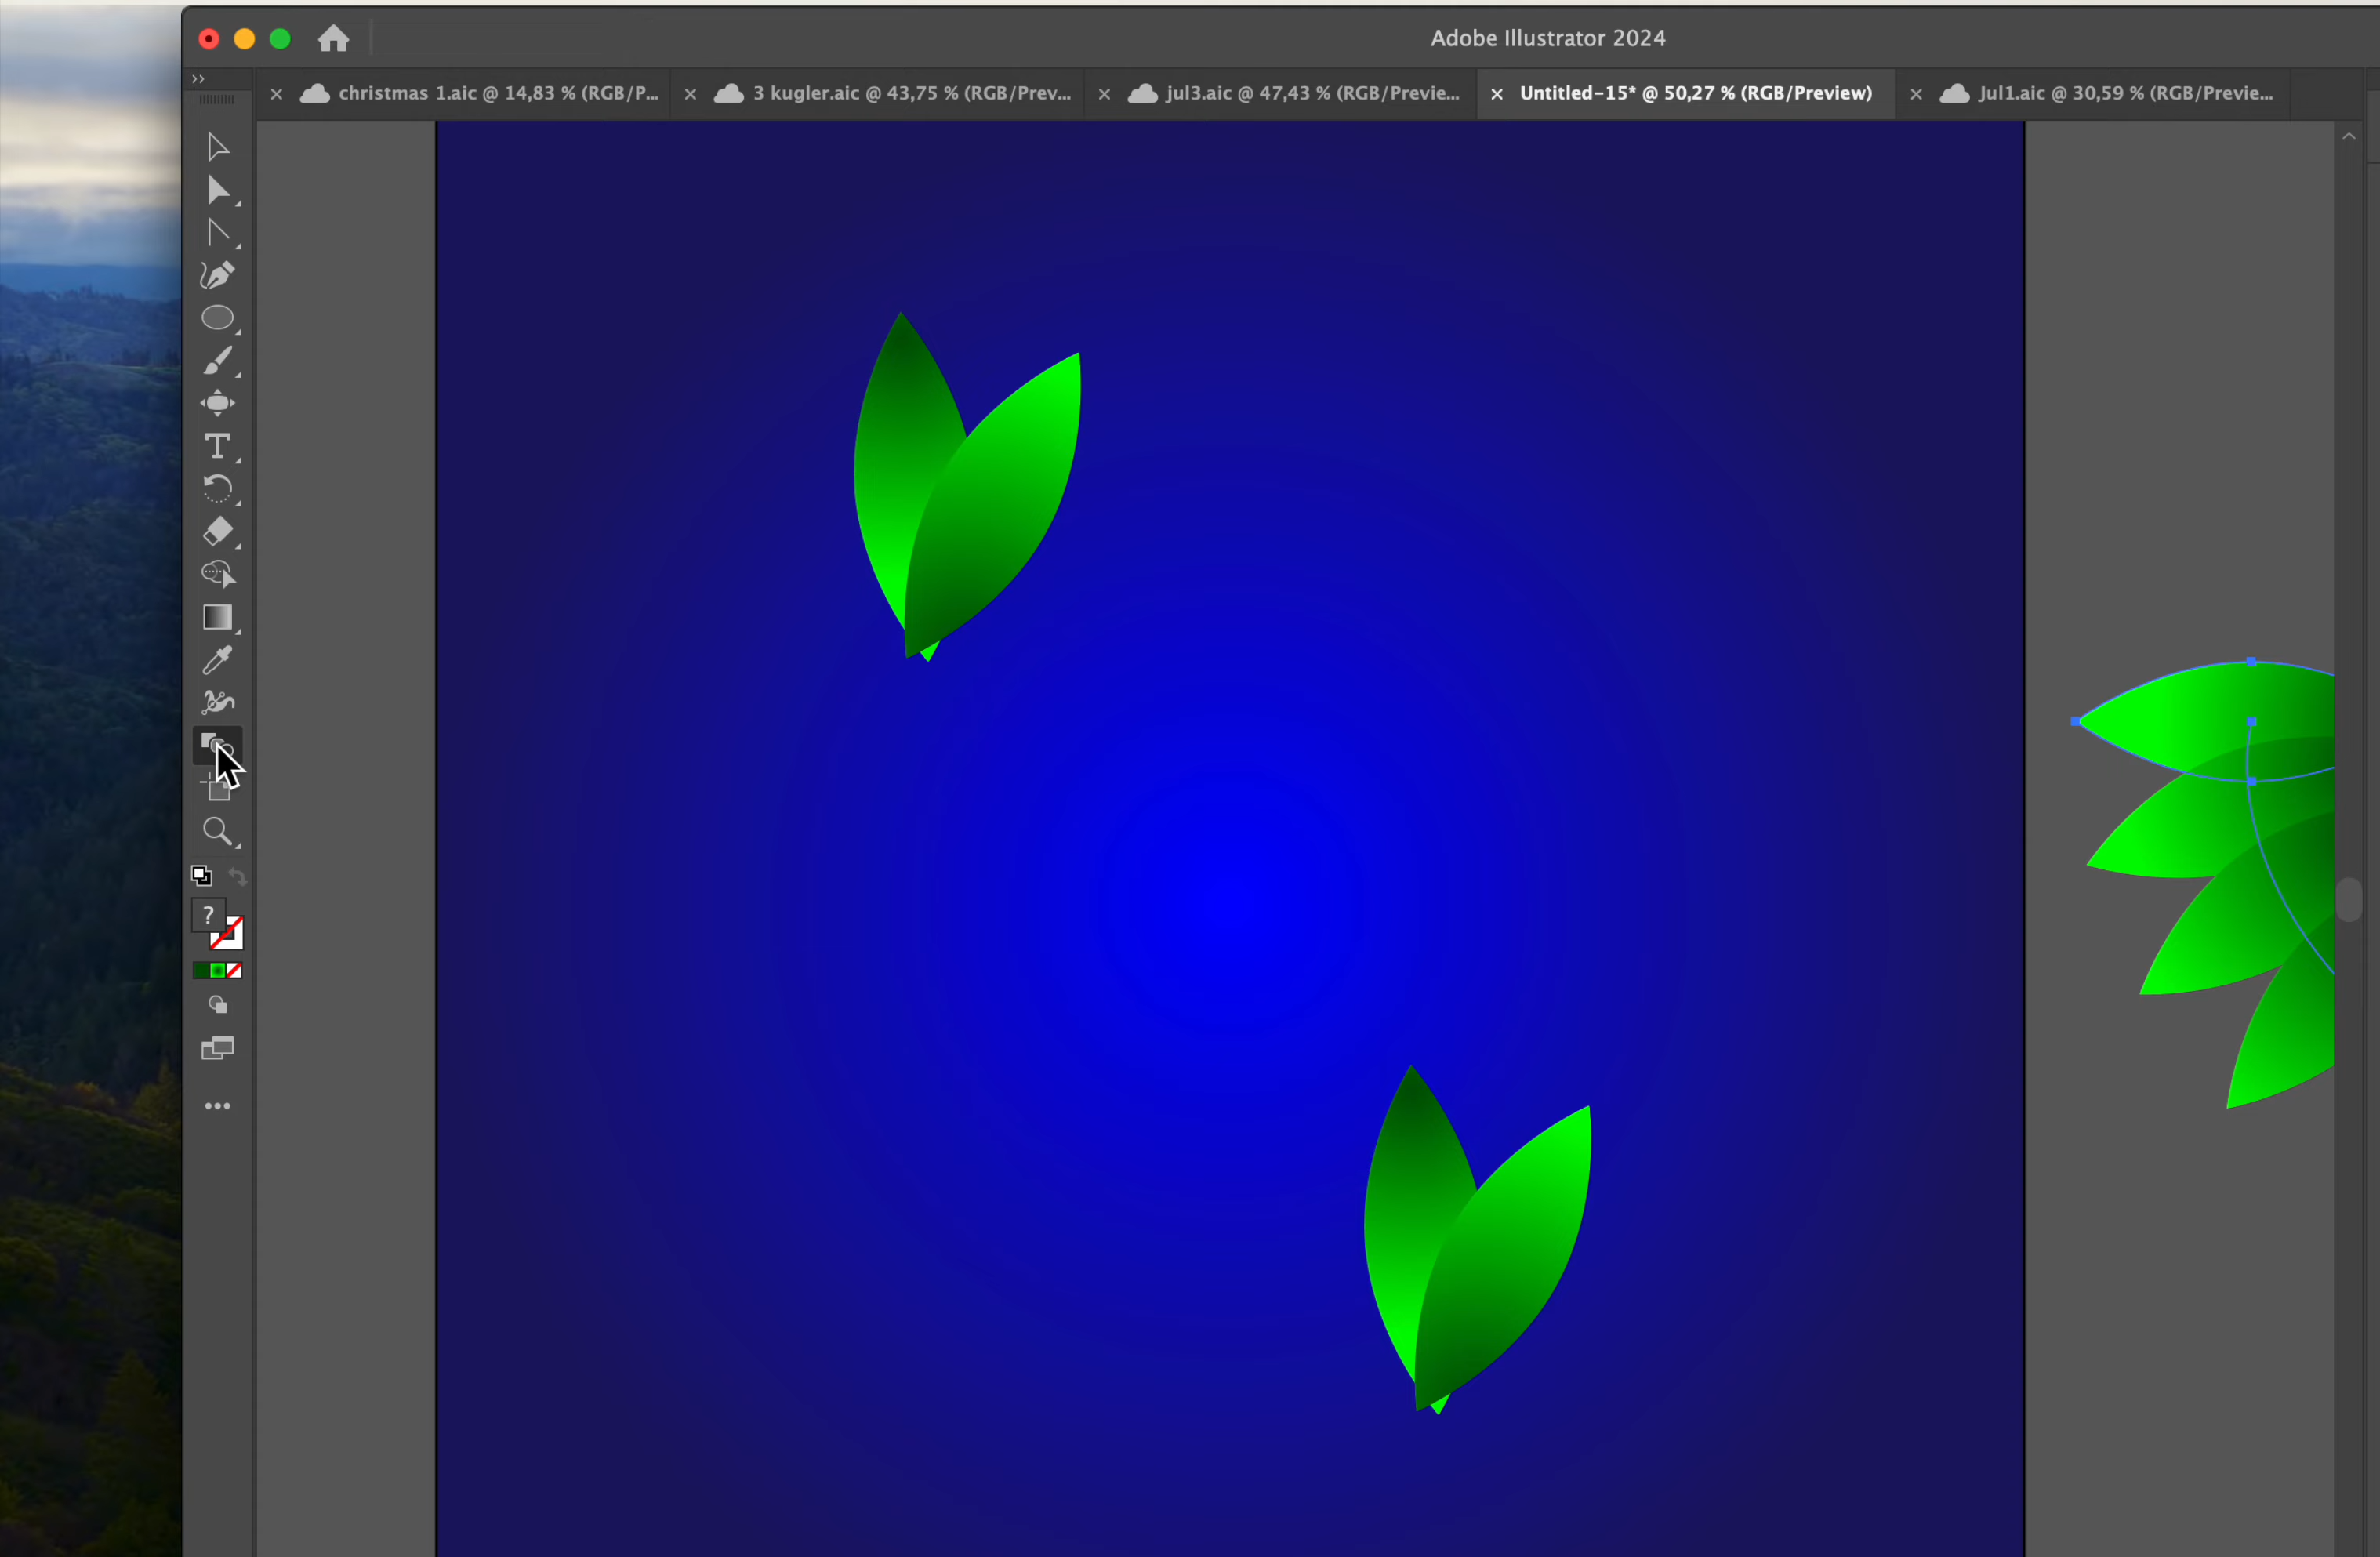 Adobe Illustrator 2024
christmas 1.aic @ 14,83 % (RGB/P...
3 kugler.aic @ 43,75 % (RGB/Prev...
jul3.aic @ 47,43 % (RGB/Previe...
Untitled-15* @ 50,27 % (RGB/Preview)
Jul1.aic @ 30,59 % (RGB/Previe...
T
?